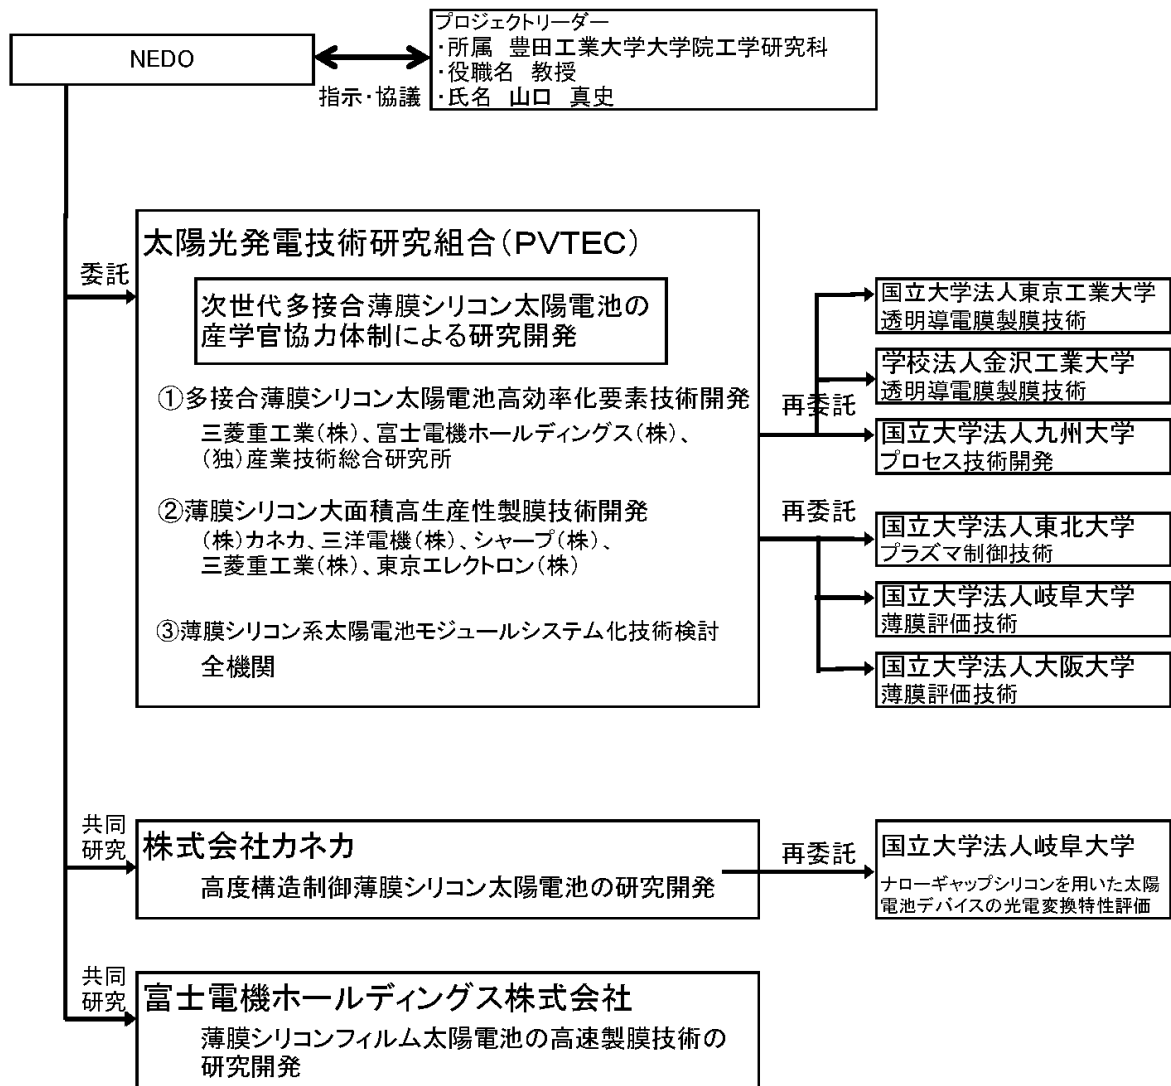 NEDO
指示・協議
プロジェクトリーダー
・所属 豊田工業大学大学院工学研究科
・役職名 教授
・氏名 山口 真史
委託
太陽光発電技術研究組合(PVTEC)
次世代多接合薄膜シリコン太陽電池の
産学官協力体制による研究開発
①多接合薄膜シリコン太陽電池高効率化要素技術開発
三菱重工業(株)、富士電機ホールディングス(株)、
(独)産業技術総合研究所
②薄膜シリコン大面積高生産性製膜技術開発
(株)カネカ、三洋電機(株)、シャープ(株)、
三菱重工業(株)、東京エレクトロン(株)
③薄膜シリコン系太陽電池モジュールシステム化技術検討
全機関
再委託
国立大学法人東京工業大学
透明導電膜製膜技術
学校法人金沢工業大学
透明導電膜製膜技術
国立大学法人九州大学
プロセス技術開発
再委託
国立大学法人東北大学
プラズマ制御技術
国立大学法人岐阜大学
薄膜評価技術
国立大学法人大阪大学
薄膜評価技術
共同
研究
株式会社カネカ
高度構造制御薄膜シリコン太陽電池の研究開発
再委託
国立大学法人岐阜大学
ナローギャップシリコンを用いた太陽
電池デバイスの光電変換特性評価
共同
研究
富士電機ホールディングス株式会社
薄膜シリコンフィルム太陽電池の高速製膜技術の
研究開発